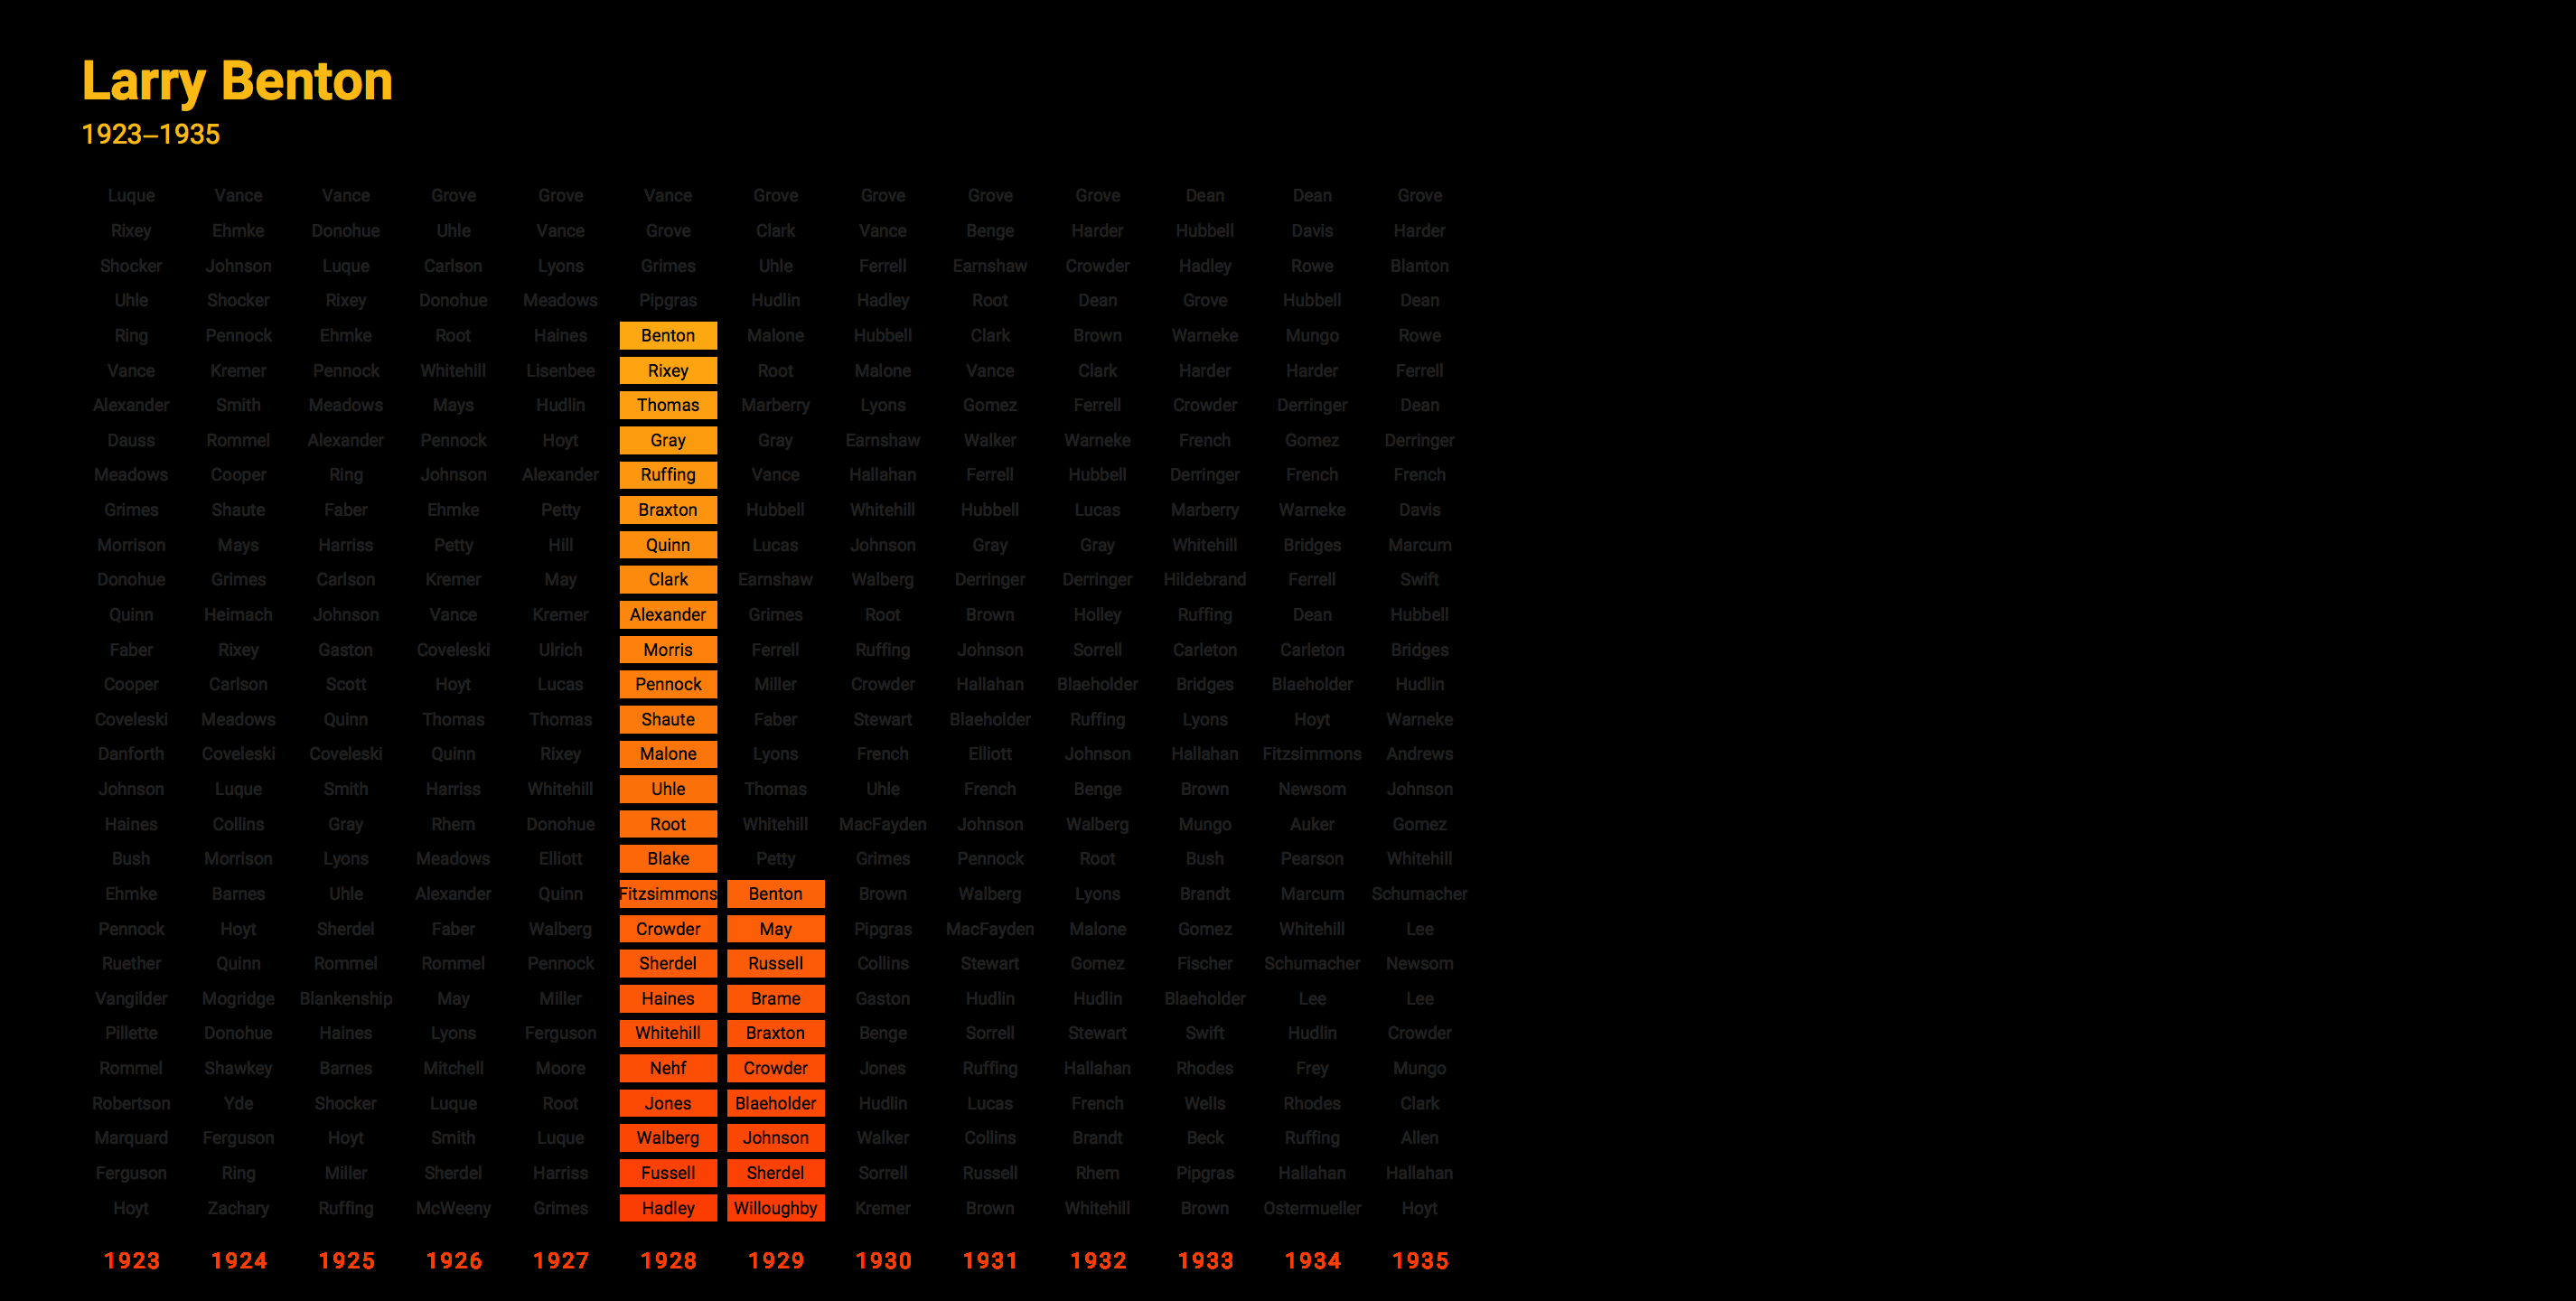 Larry Benton
1923–1935
Luque Vance Vance Grove Grove Vance Grove Grove Grove Grove Dean Dean Grove
Rixey Ehmke Donohue Uhle Vance Grove Clark Vance Benge Harder Hubbell Davis Harder
Shocker Johnson Luque Carlson Lyons Grimes Uhle Ferrell Earnshaw Crowder Hadley Rowe Blanton
Uhle Shocker Rixey Donohue Meadows Pipgras Hudlin Hadley Root Dean Grove Hubbell Dean
Ring Pennock Ehmke Root Haines Benton Malone Hubbell Clark Brown Warneke Mungo Rowe
Vance Kremer Pennock Whitehill Lisenbee Rixey Root Malone Vance Clark Harder Harder Ferrell
Alexander Smith Meadows Mays Hudlin Thomas Marberry Lyons Gomez Ferrell Crowder Derringer Dean
Dauss Rommel Alexander Pennock Hoyt Gray Gray Earnshaw Walker Warneke French Gomez Derringer
Meadows Cooper Ring Johnson Alexander Ruffing Vance Hallahan Ferrell Hubbell Derringer French French
Grimes Shaute Faber Ehmke Petty Braxton Hubbell Whitehill Hubbell Lucas Marberry Warneke Davis
Morrison Mays Harriss Petty Hill Quinn Lucas Johnson Gray Gray Whitehill Bridges Marcum
Donohue Grimes Carlson Kremer May Clark Earnshaw Walberg Derringer Derringer Hildebrand Ferrell Swift
Quinn Heimach Johnson Vance Kremer Alexander Grimes Root Brown Holley Ruffing Dean Hubbell
Faber Rixey Gaston Coveleski Ulrich Morris Ferrell Ruffing Johnson Sorrell Carleton Carleton Bridges
Cooper Carlson Scott Hoyt Lucas Pennock Miller Crowder Hallahan Blaeholder Bridges Blaeholder Hudlin
Coveleski Meadows Quinn Thomas Thomas Shaute Faber Stewart Blaeholder Ruffing Lyons Hoyt Warneke
Danforth Coveleski Coveleski Quinn Rixey Malone Lyons French Elliott Johnson Hallahan Fitzsimmons Andrews
Johnson Luque Smith Harriss Whitehill Uhle Thomas Uhle French Benge Brown Newsom Johnson
Haines Collins Gray Rhem Donohue Root Whitehill MacFayden Johnson Walberg Mungo Auker Gomez
Bush Morrison Lyons Meadows Elliott Blake Petty Grimes Pennock Root Bush Pearson Whitehill
Ehmke Barnes Uhle Alexander Quinn Fitzsimmons Benton Brown Walberg Lyons Brandt Marcum Schumacher
Pennock Hoyt Sherdel Faber Walberg Crowder May Pipgras MacFayden Malone Gomez Whitehill Lee
Ruether Quinn Rommel Rommel Pennock Sherdel Russell Collins Stewart Gomez Fischer Schumacher Newsom
Vangilder Mogridge Blankenship May Miller Haines Brame Gaston Hudlin Hudlin Blaeholder Lee Lee
Pillette Donohue Haines Lyons Ferguson Whitehill Braxton Benge Sorrell Stewart Swift Hudlin Crowder
Rommel Shawkey Barnes Mitchell Moore Nehf Crowder Jones Ruffing Hallahan Rhodes Frey Mungo
Robertson Yde Shocker Luque Root Jones Blaeholder Hudlin Lucas French Wells Rhodes Clark
Marquard Ferguson Hoyt Smith Luque Walberg Johnson Walker Collins Brandt Beck Ruffing Allen
Ferguson Ring Miller Sherdel Harriss Fussell Sherdel Sorrell Russell Rhem Pipgras Hallahan Hallahan
Hoyt Zachary Ruffing McWeeny Grimes Hadley Willoughby Kremer Brown Whitehill Brown Ostermueller Hoyt
1923 1924 1925 1926 1927 1928 1929 1930 1931 1932 1933 1934 1935